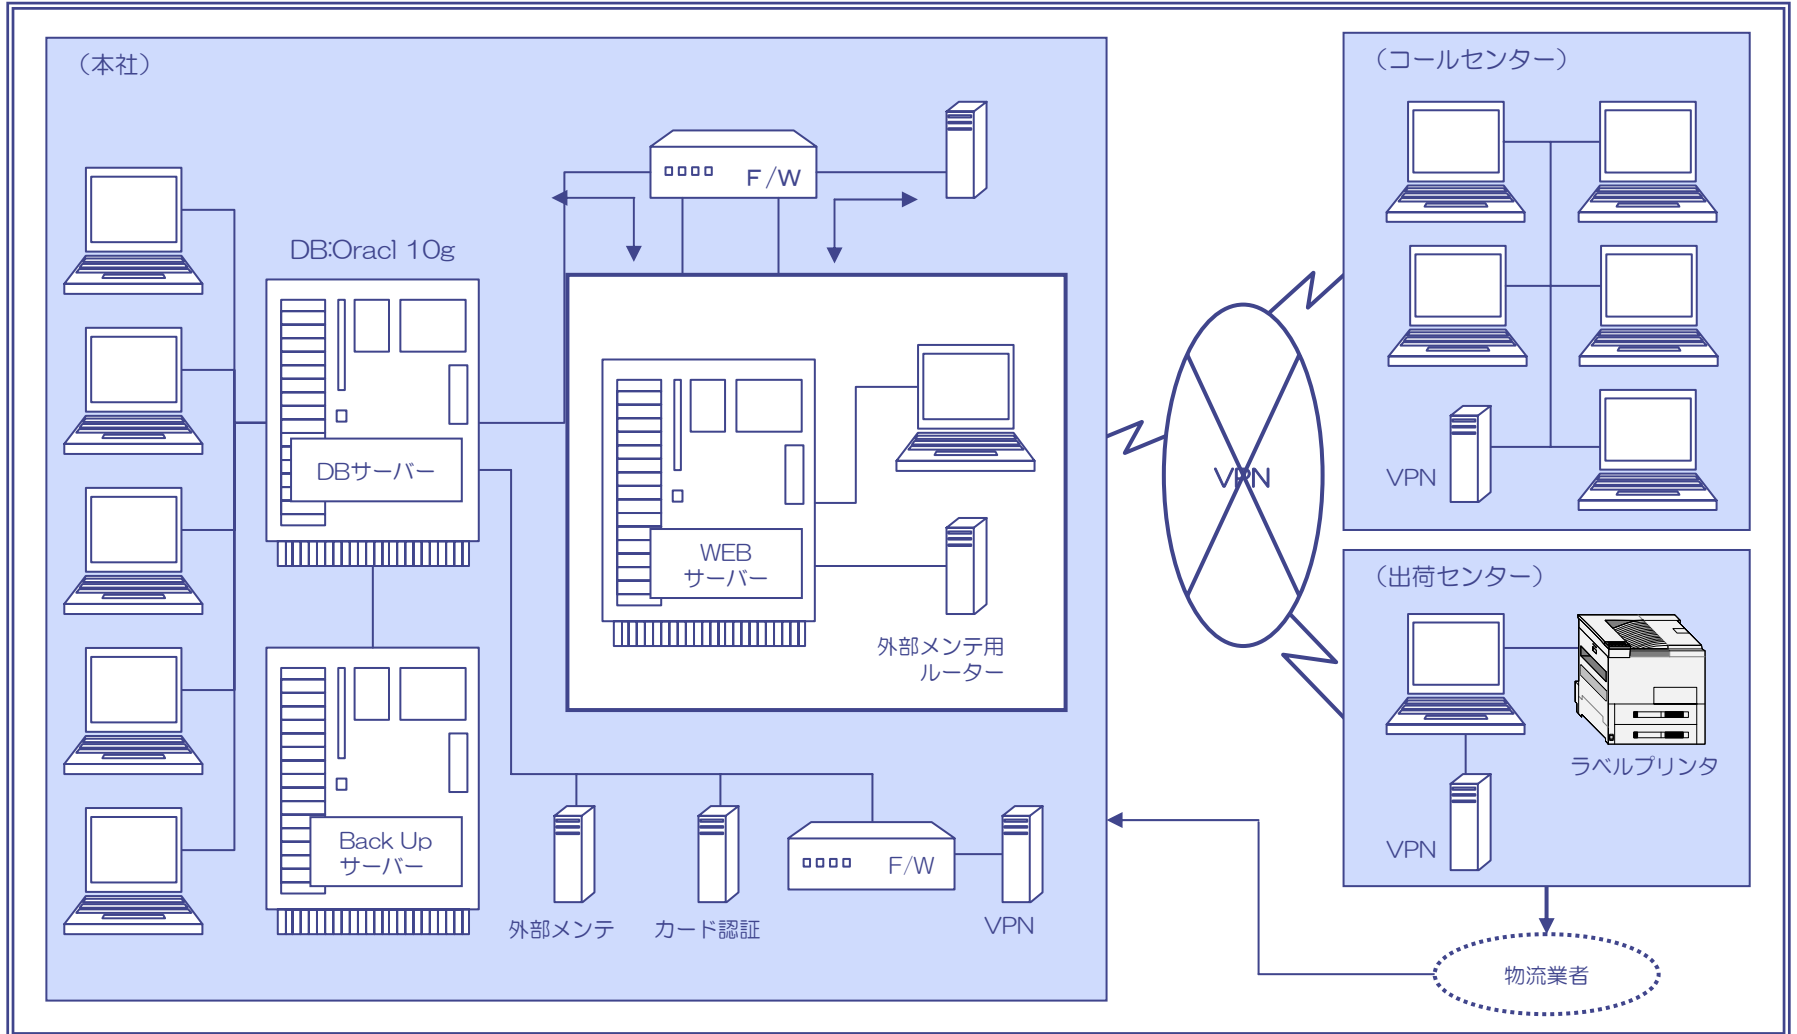 （本社）
F/W
DB:Oracl 10g
DBサーバー
WEB
サーバー
外部メンテ用
ルーター
Back Up
サーバー
外部メンテ
カード認証
F/W
VPN
VPN
（コールセンター）
VPN
（出荷センター）
ラベルプリンタ
VPN
物流業者